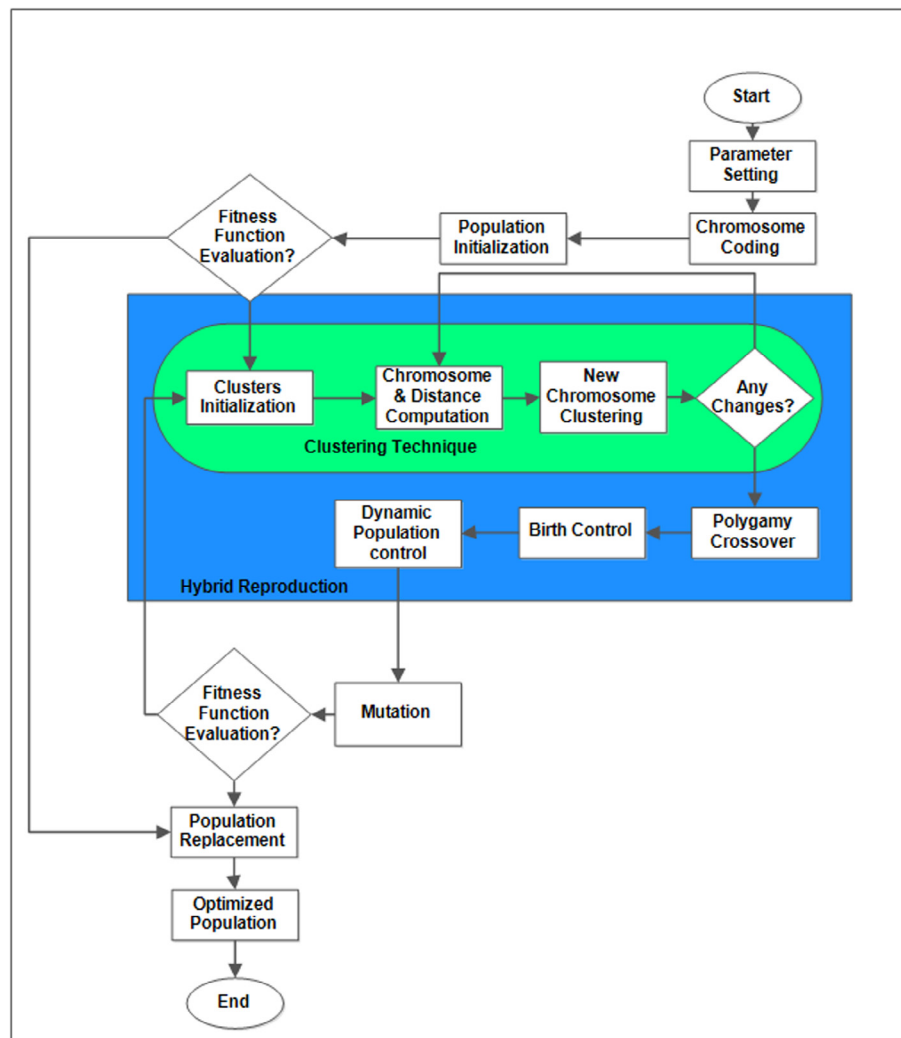 Start
Parameter
Setting
Chromosome
Coding
Population
Initialization
Fitness
Function
Evaluation?
Clusters
Initialization
Chromosome
& Distance
Computation
New
Chromosome
Clustering
Any
Changes?
Clustering Technique
Polygamy
Crossover
Birth Control
Dynamic
Population
control
Hybrid Reproduction
Mutation
Fitness
Function
Evaluation?
Population
Replacement
Optimized
Population
End